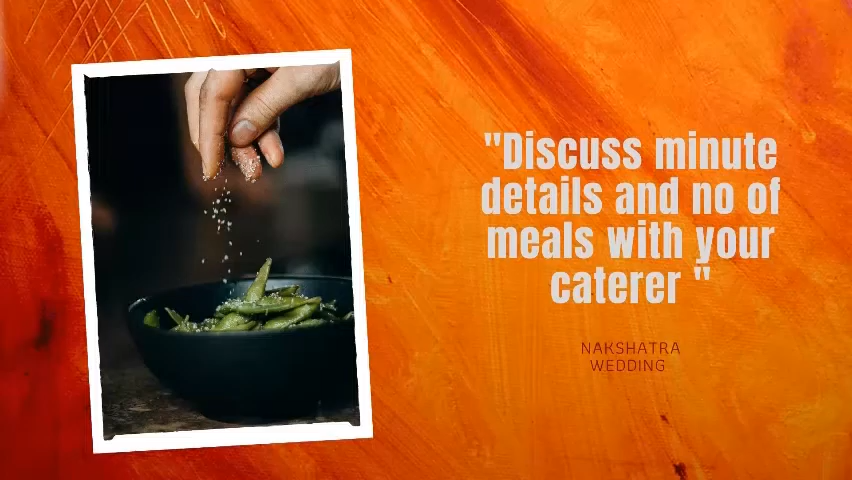 "Discuss minute
details and no of
meals with your
caterer "
NAKSHATRA
WEDDING